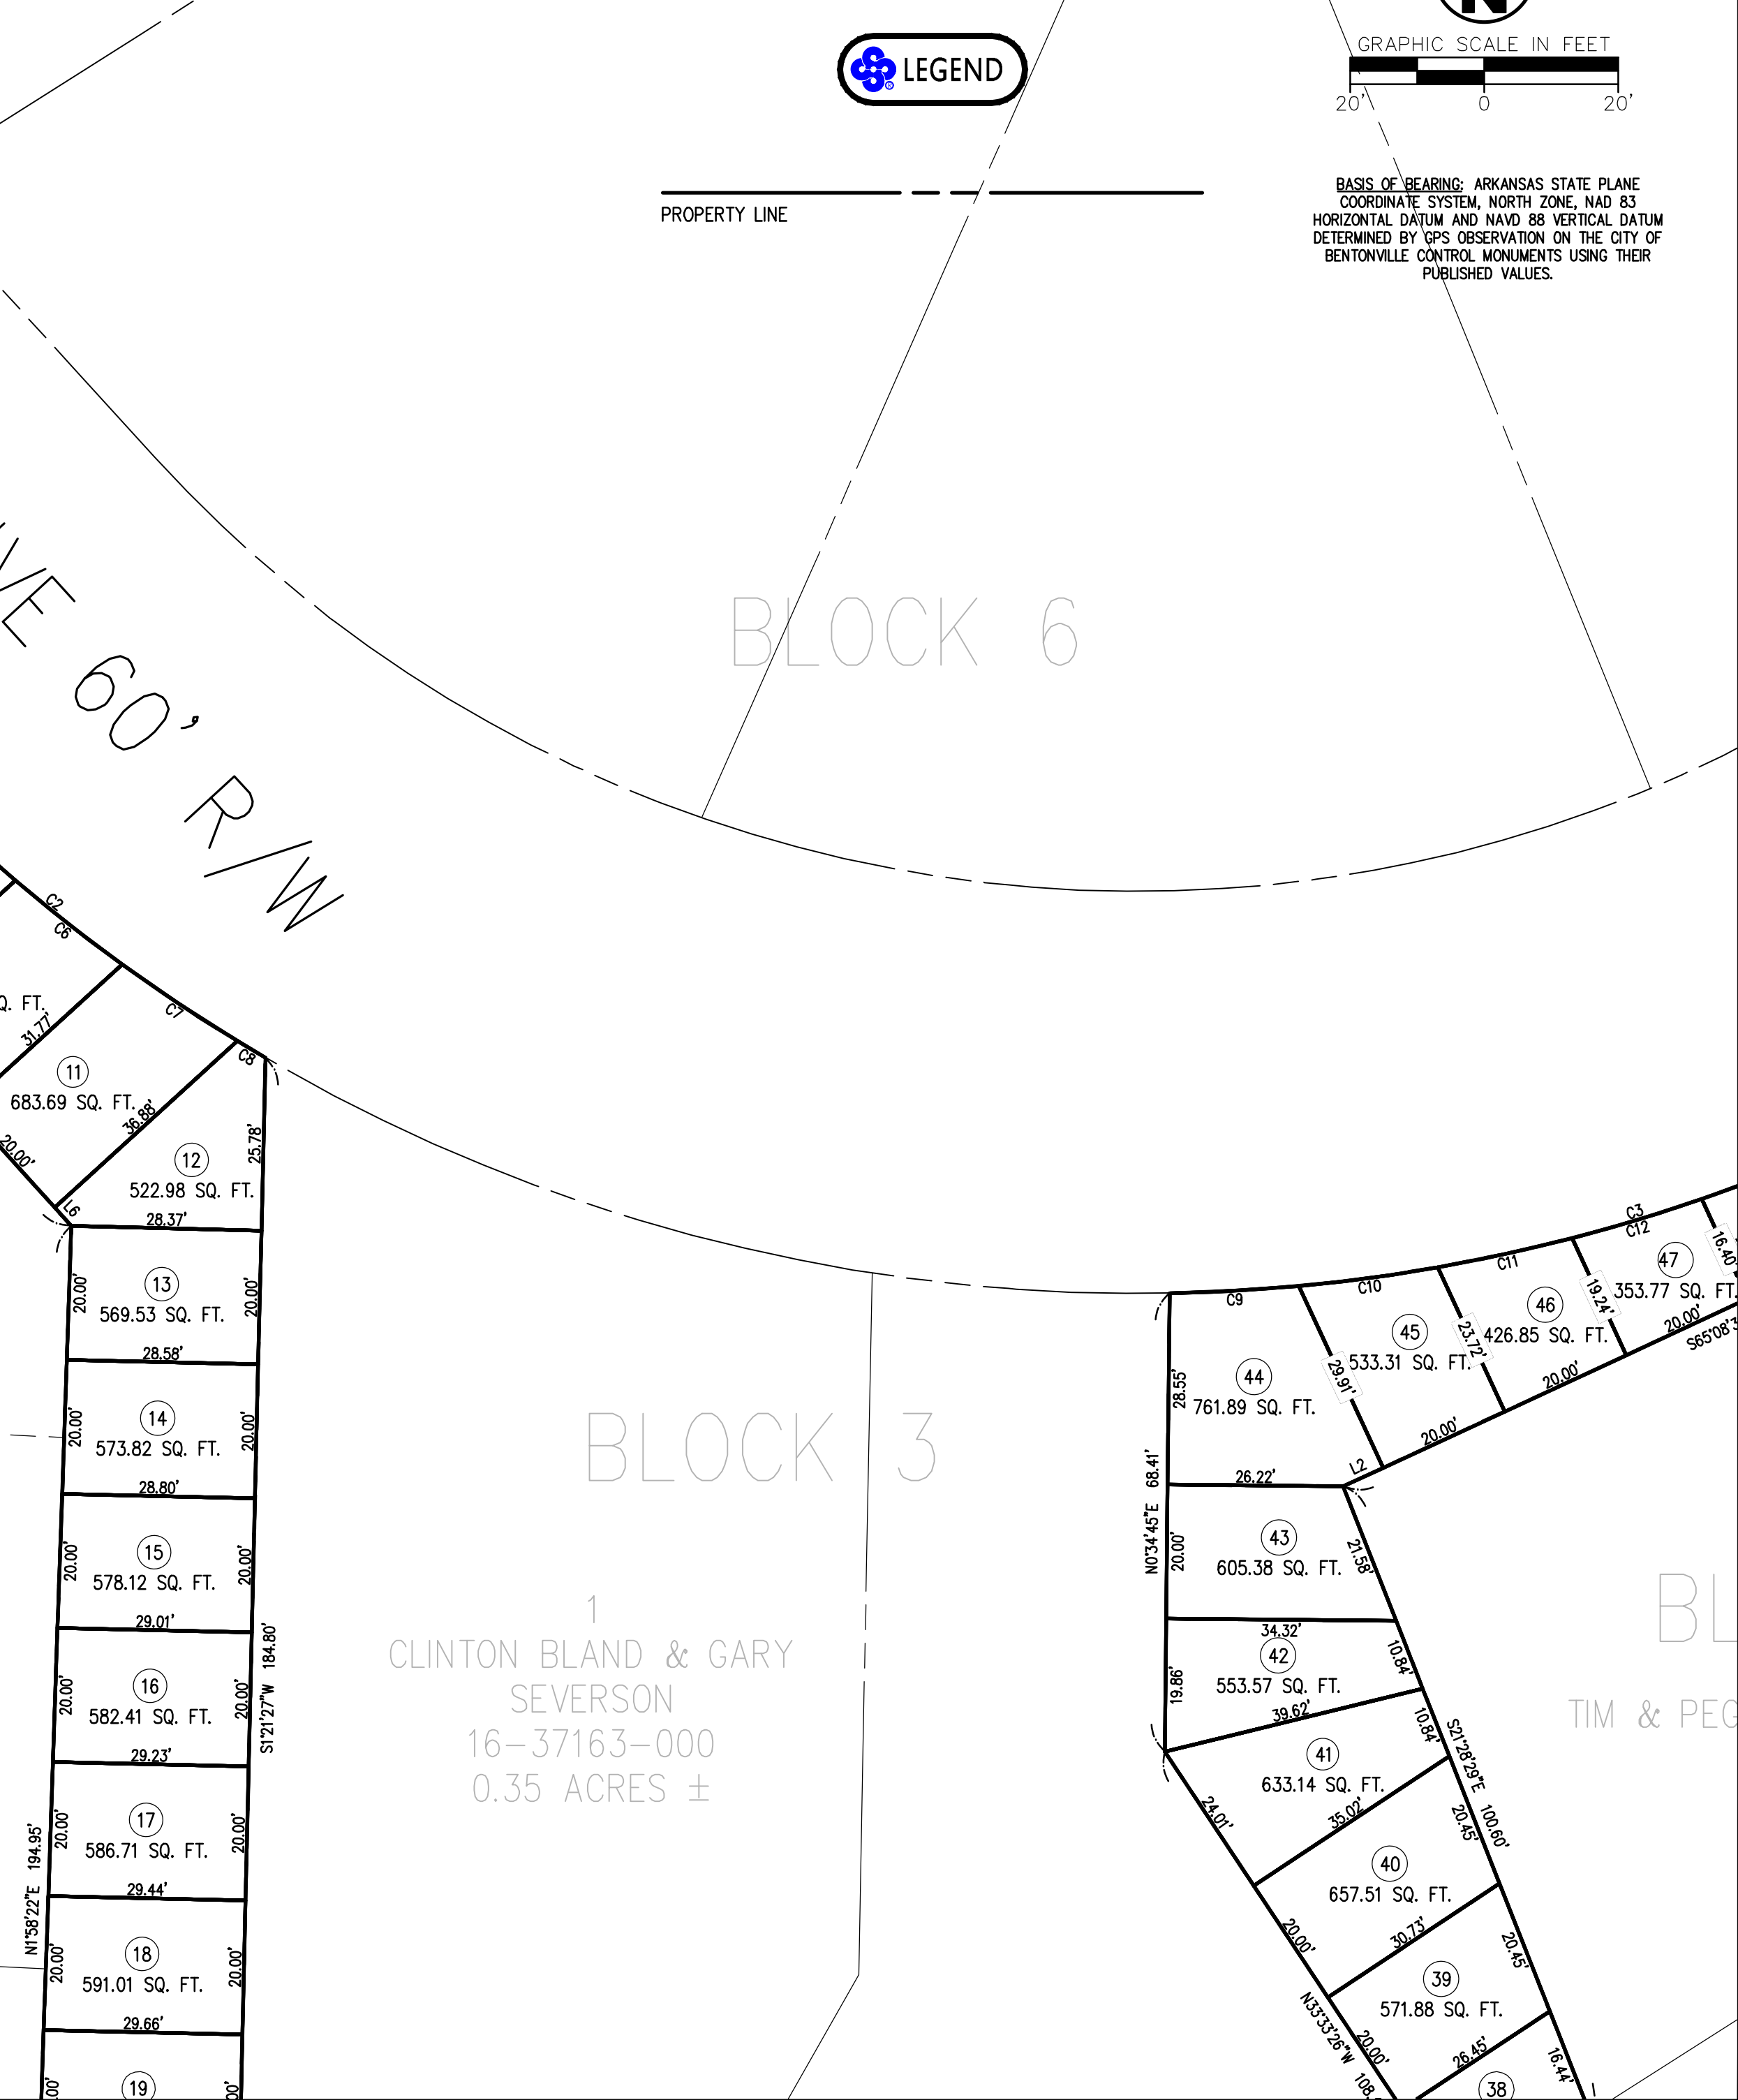 N
GRAPHIC SCALE IN FEET
20' 0 20'
LEGEND
PROPERTY LINE
BASIS OF BEARING: ARKANSAS STATE PLANE
COORDINATE SYSTEM, NORTH ZONE, NAD 83
HORIZONTAL DATUM AND NAVD 88 VERTICAL DATUM
DETERMINED BY GPS OBSERVATION ON THE CITY OF
BENTONVILLE CONTROL MONUMENTS USING THEIR
PUBLISHED VALUES.
BLOCK 6
VE 60' R/W
C2
C6
C7
C8
Q. FT.
31.77'
11
683.69 SQ. FT.
36.88'
20.00'
L6
12
522.98 SQ. FT.
25.78'
28.37'
13
569.53 SQ. FT.
20.00'
20.00'
28.58'
14
573.82 SQ. FT.
20.00'
20.00'
28.80'
15
578.12 SQ. FT.
20.00'
20.00'
29.01'
16
582.41 SQ. FT.
20.00'
20.00'
29.23'
S1°21'27"W 184.80'
17
586.71 SQ. FT.
20.00'
20.00'
29.44'
N1°58'22"E 194.95'
18
591.01 SQ. FT.
20.00'
20.00'
29.66'
19
.00'
00'
BLOCK 3
1
CLINTON BLAND & GARY
SEVERSON
16-37163-000
0.35 ACRES ±
C9
C10
C11
C3
C12
44
761.89 SQ. FT.
28.55'
29.91'
26.22'
L2
45
533.31 SQ. FT.
23.72'
20.00'
46
426.85 SQ. FT.
19.24'
20.00'
47
353.77 SQ. FT.
16.40'
20.00'
S65°08'3
N0°34'45"E 68.41'
43
605.38 SQ. FT.
20.00'
21.58'
34.32'
42
553.57 SQ. FT.
19.86'
10.84'
39.62'
41
633.14 SQ. FT.
10.84'
24.01'
35.02'
S21°28'29"E 100.60'
40
657.51 SQ. FT.
20.45'
20.00'
30.73'
39
571.88 SQ. FT.
20.45'
20.00'
26.45'
N33°33'26"W 108.
38
16.44'
BL
TIM & PEG